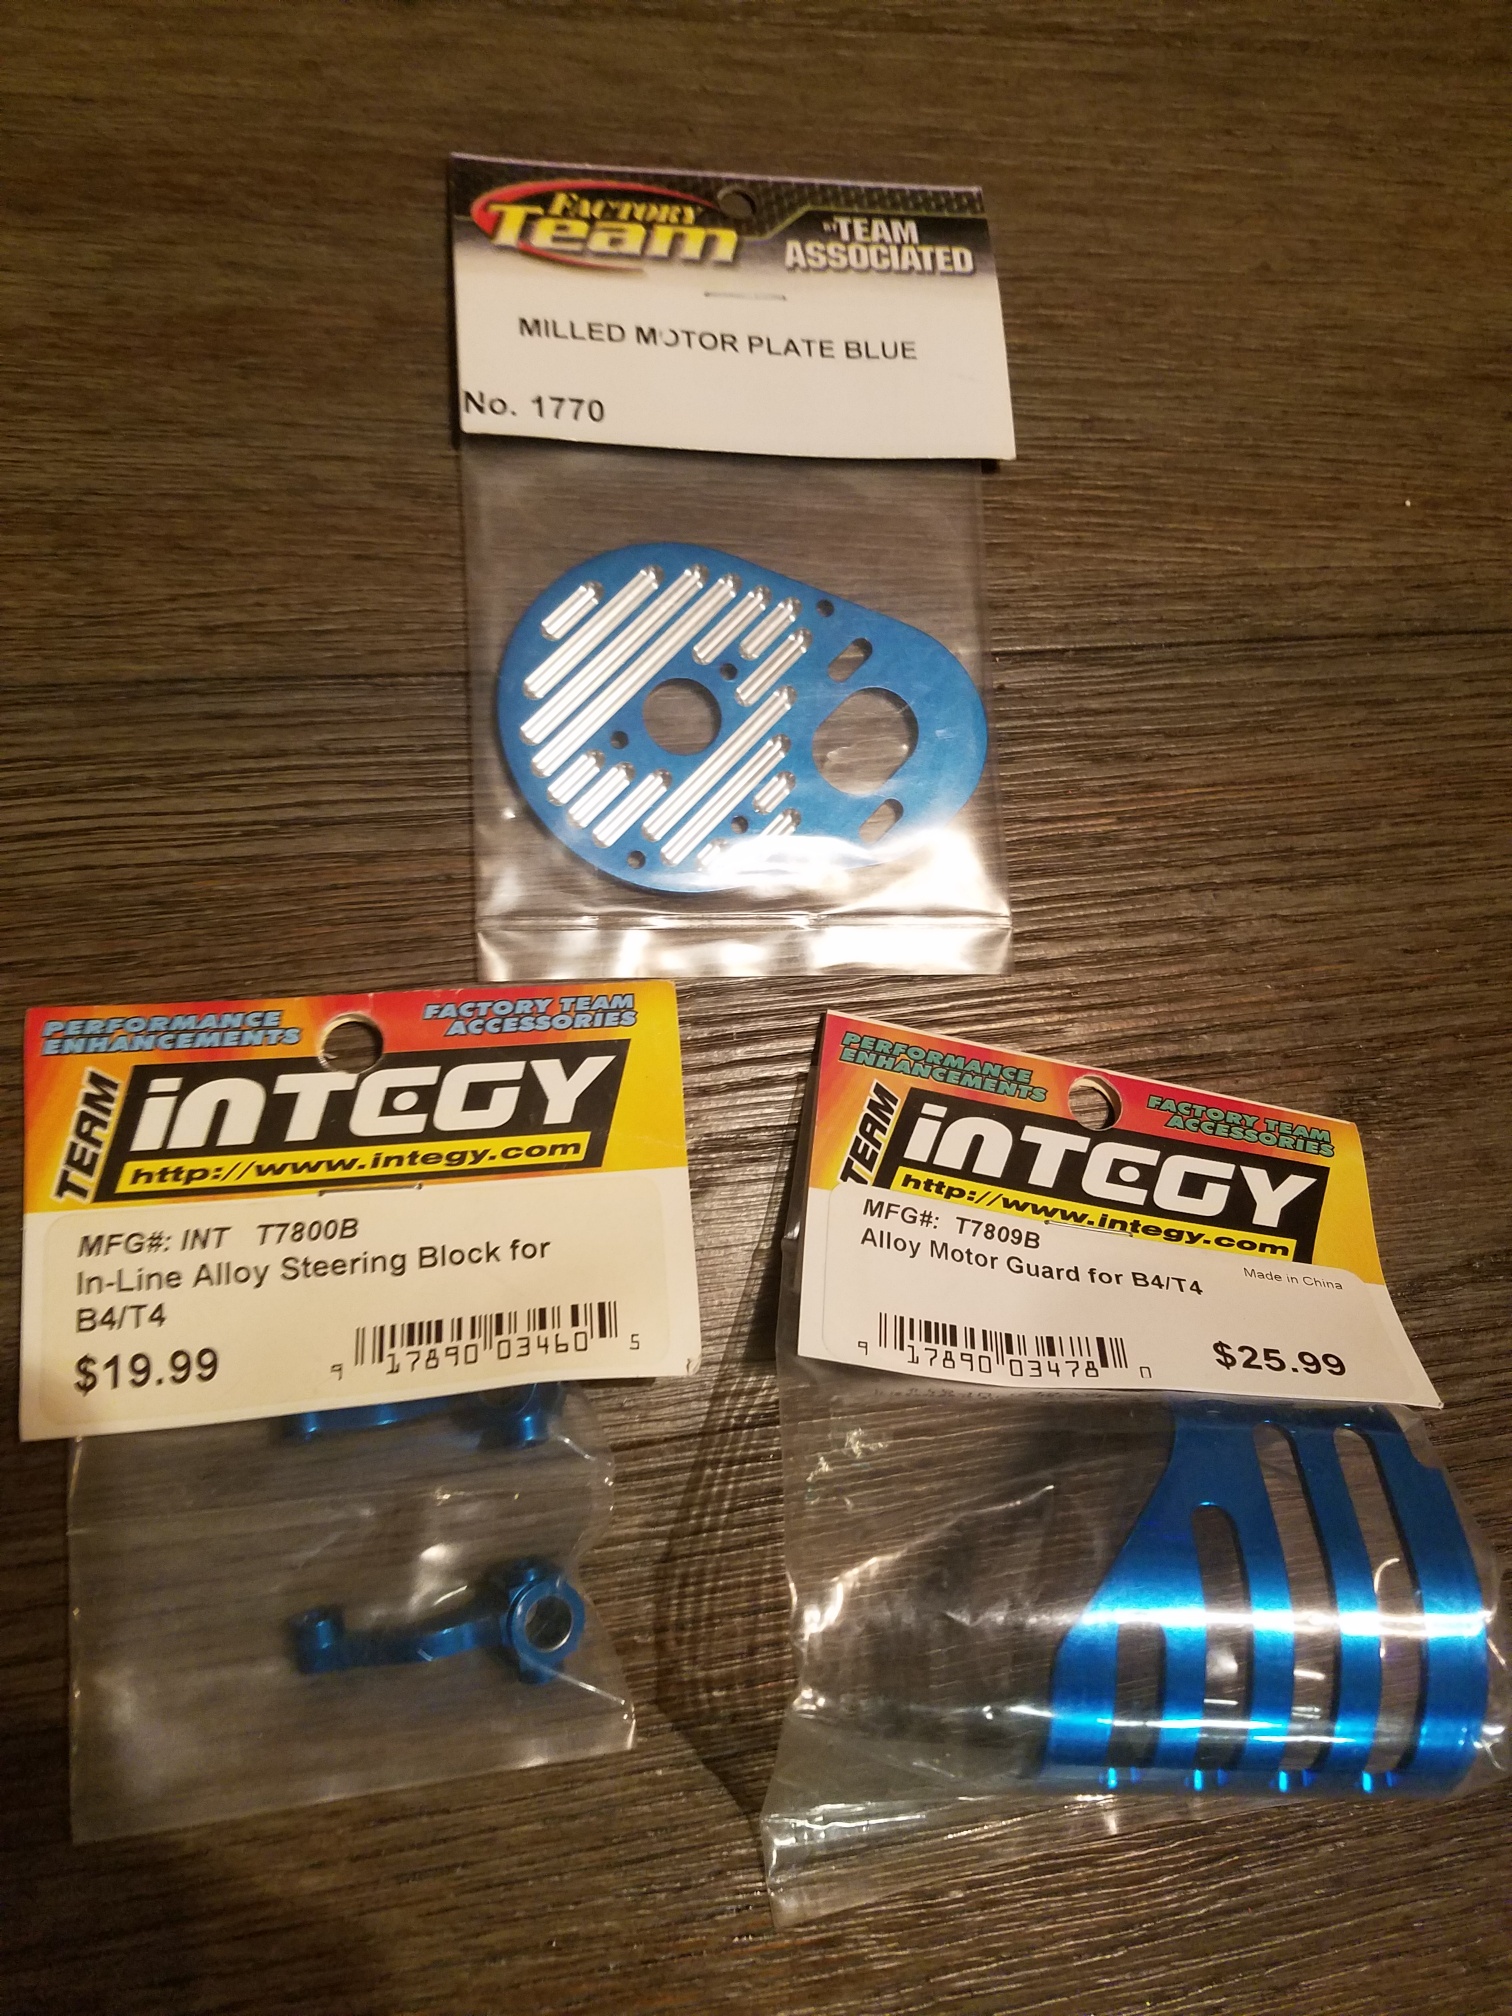 FACTORY
Team
BY TEAM
ASSOCIATED
MILLED MOTOR PLATE BLUE
No. 1770
PERFORMANCE
ENHANCEMENTS
FACTORY TEAM
ACCESSORIES
TEAM
iNTEGY
http://www.integy.com
MFG#: INT T7800B
In-Line Alloy Steering Block for
B4/T4
$19.99
9 17890 03460 5
PERFORMANCE
ENHANCEMENTS
FACTORY TEAM
ACCESSORIES
TEAM
iNTEGY
http://www.integy.com
MFG#: T7809B
Alloy Motor Guard for B4/T4
Made in China
9 17890 03478 0
$25.99